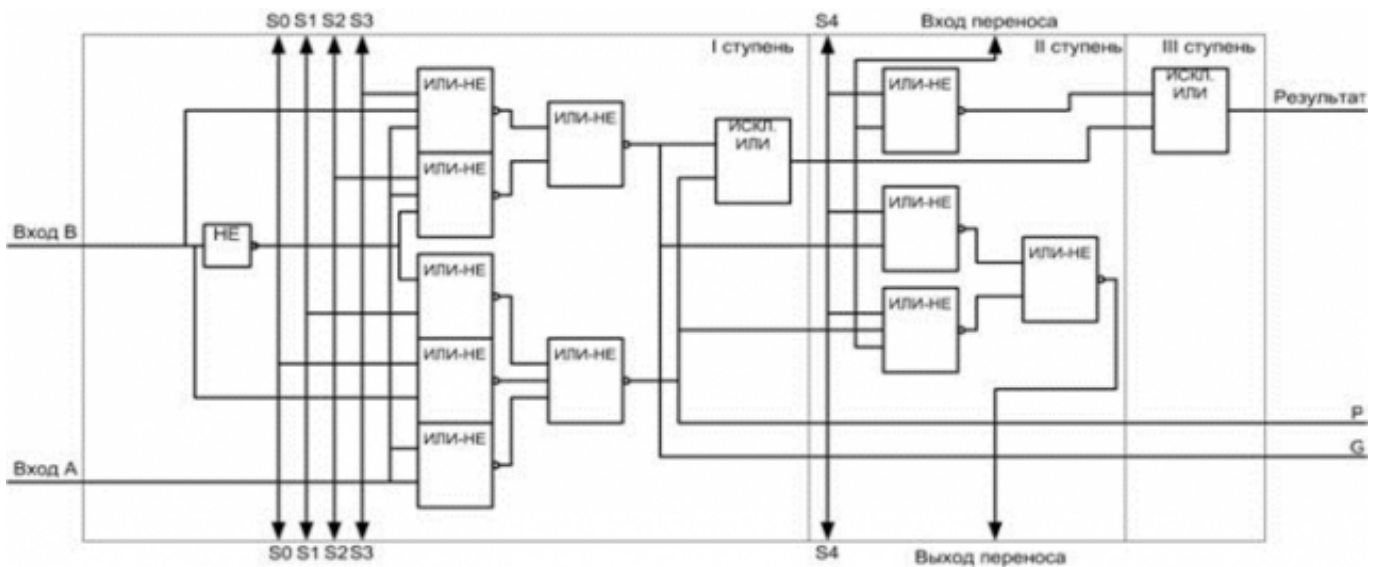 S0 S1 S2 S3
S4
Вход переноса
I ступень
II ступень
III ступень
ИЛИ-НЕ
ИЛИ-НЕ
ИСКЛ.
ИЛИ
Результат
ИЛИ-НЕ
ИСКЛ.
ИЛИ
ИЛИ-НЕ
ИЛИ-НЕ
Вход В
НЕ
ИЛИ-НЕ
ИЛИ-НЕ
ИЛИ-НЕ
ИЛИ-НЕ
ИЛИ-НЕ
ИЛИ-НЕ
P
ИЛИ-НЕ
G
Вход А
S0 S1 S2 S3
S4
Выход переноса